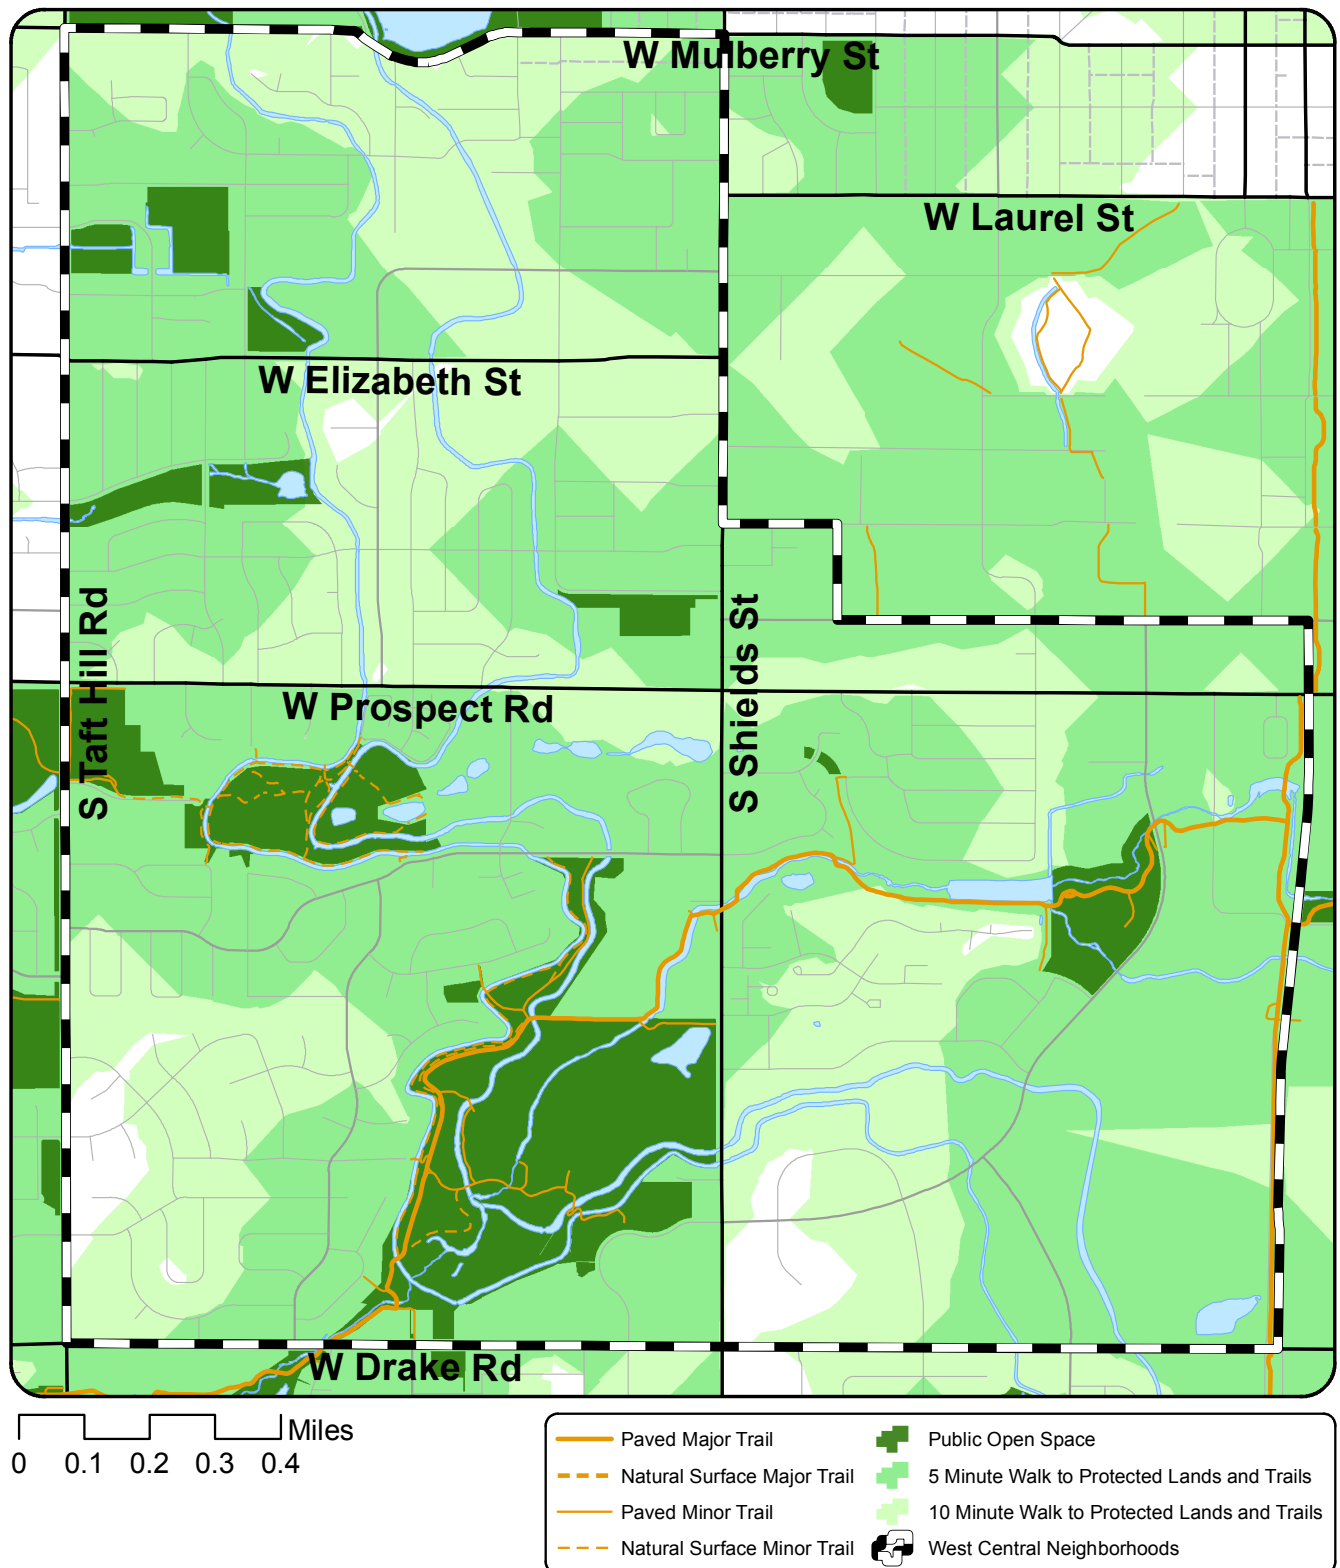 W Mulberry St
W Laurel St
W Elizabeth St
S Taft Hill Rd
S Shields St
W Prospect Rd
W Drake Rd
Miles
0 0.1 0.2 0.3 0.4
Paved Major Trail
Natural Surface Major Trail
Paved Minor Trail
Natural Surface Minor Trail
Public Open Space
5 Minute Walk to Protected Lands and Trails
10 Minute Walk to Protected Lands and Trails
West Central Neighborhoods